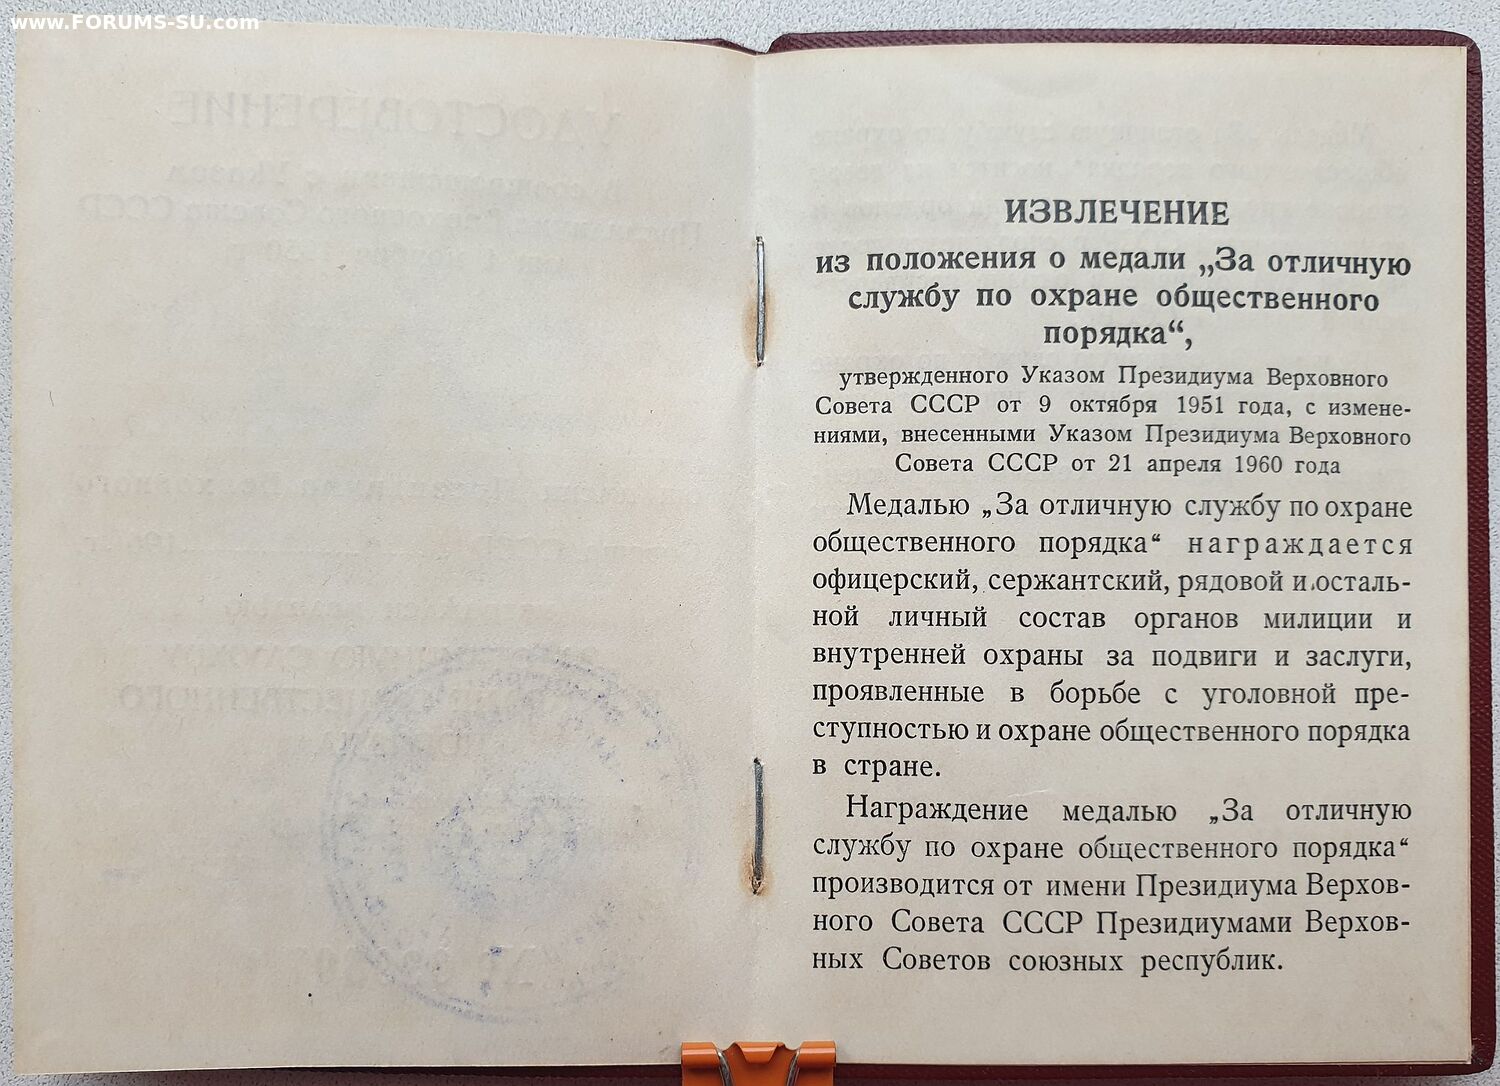 www.FORUMS-SU.com
УДОСТОВЕРЕНИЕ
ИЗВЛЕЧЕНИЕ
из положения о медали „За отличную
службу по охране общественного
порядка“,
утвержденного Указом Президиума Верховного
Совета СССР от 9 октября 1951 года, с измене-
ниями, внесенными Указом Президиума Верховного
Совета СССР от 21 апреля 1960 года
Медалью „За отличную службу по охране
общественного порядка“ награждается
офицерский, сержантский, рядовой и осталь-
ной личный состав органов милиции и
внутренней охраны за подвиги и заслуги,
проявленные в борьбе с уголовной пре-
ступностью и охране общественного порядка
в стране.
Награждение медалью „За отличную
службу по охране общественного порядка“
производится от имени Президиума Верхов-
ного Совета СССР Президиумами Верхов-
ных Советов союзных республик.